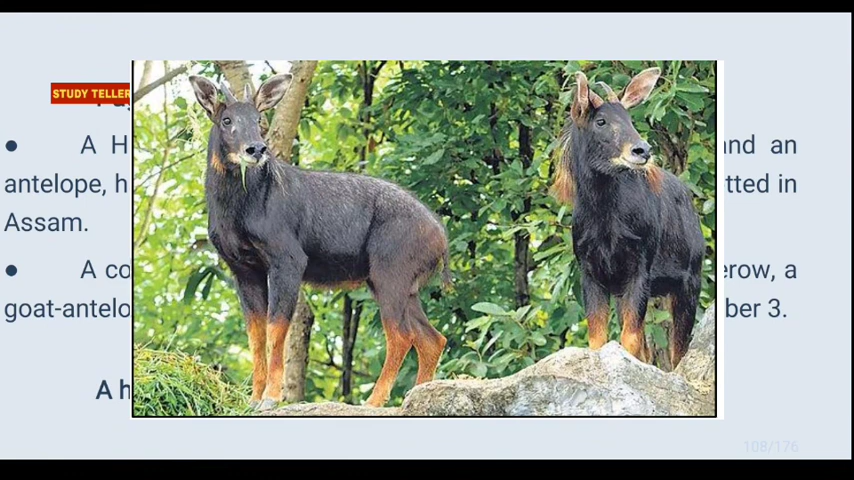 STUDY TELLER
A H and an
antelope, h tted in
Assam.
A co erow, a
goat-antelo ber 3.
A h
108/176